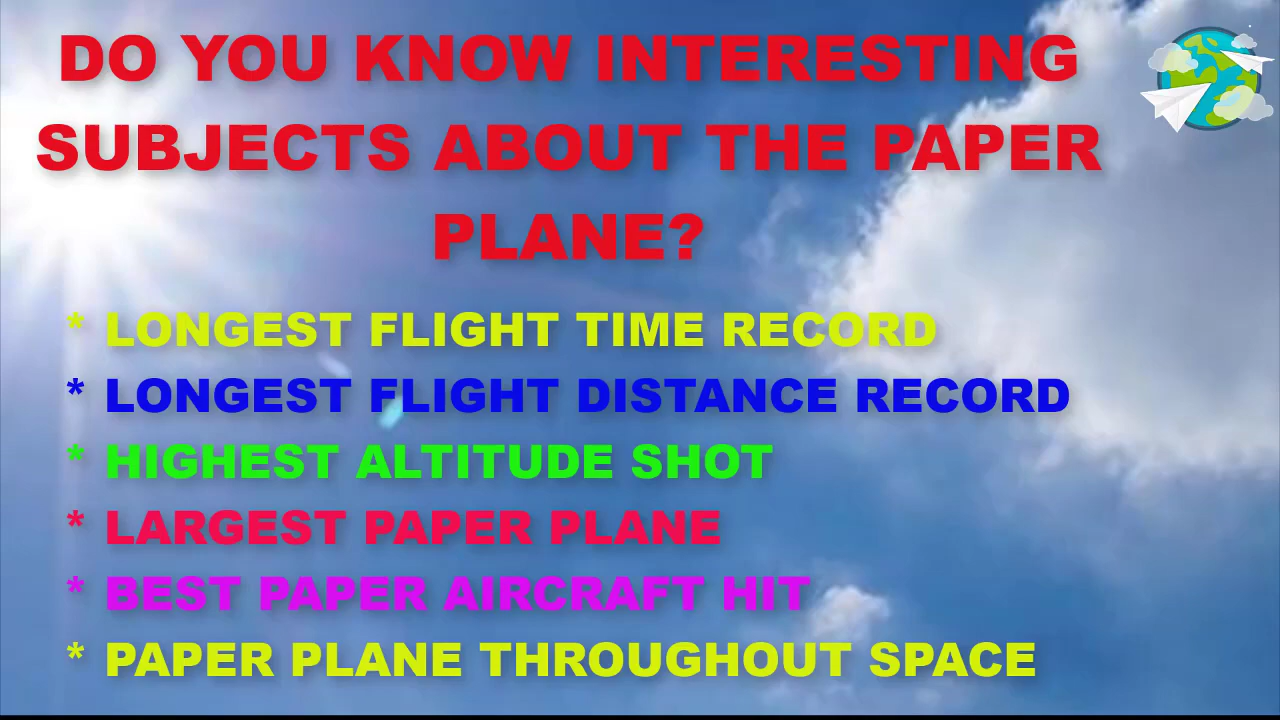 DO YOU KNOW INTERESTING
SUBJECTS ABOUT THE PAPER
PLANE?
* LONGEST FLIGHT TIME RECORD
* LONGEST FLIGHT DISTANCE RECORD
* HIGHEST ALTITUDE SHOT
* LARGEST PAPER PLANE
* BEST PAPER AIRCRAFT HIT
* PAPER PLANE THROUGHOUT SPACE